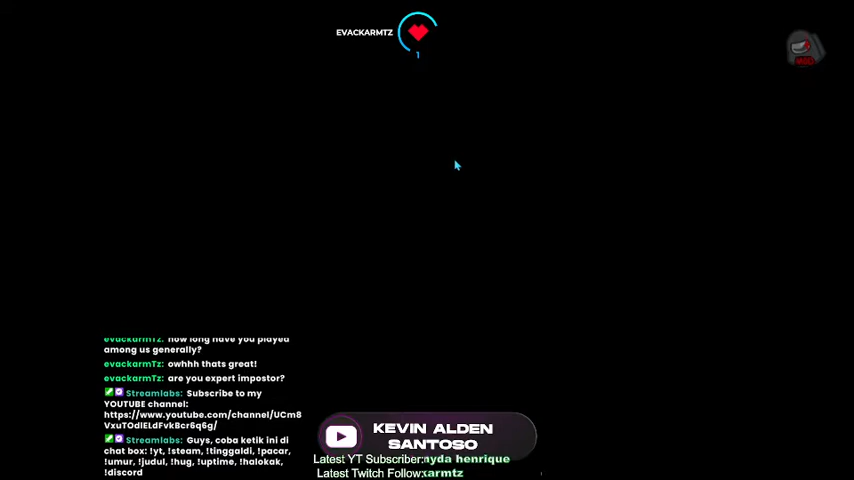 EVACKARMTZ
1
evackarmTz: how long have you played
among us generally?
evackarmTz: owhhh thats great!
evackarmTz: are you expert impostor?
Streamlabs: Subscribe to my
YOUTUBE channel:
https://www.youtube.com/channel/UCm8
VxuTOdIELdFvkBcr6q6g/
Streamlabs: Guys, coba ketik ini di
chat box: !yt, !steam, !tinggaldi, !pacar,
!umur, !judul, !hug, !uptime, !halokak,
!discord
KEVIN ALDEN
SANTOSO
Latest YT Subscriber: nyda henrique
Latest Twitch Follow: karmtz